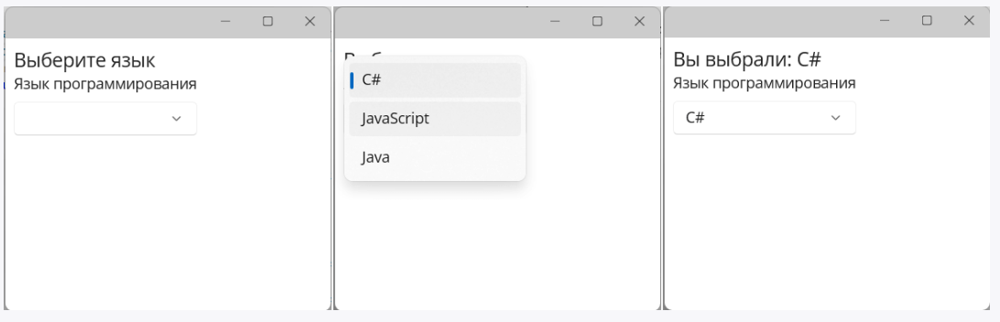 Выберите язык
Язык программирования
C#
JavaScript
Java
Вы выбрали: C#
Язык программирования
C#